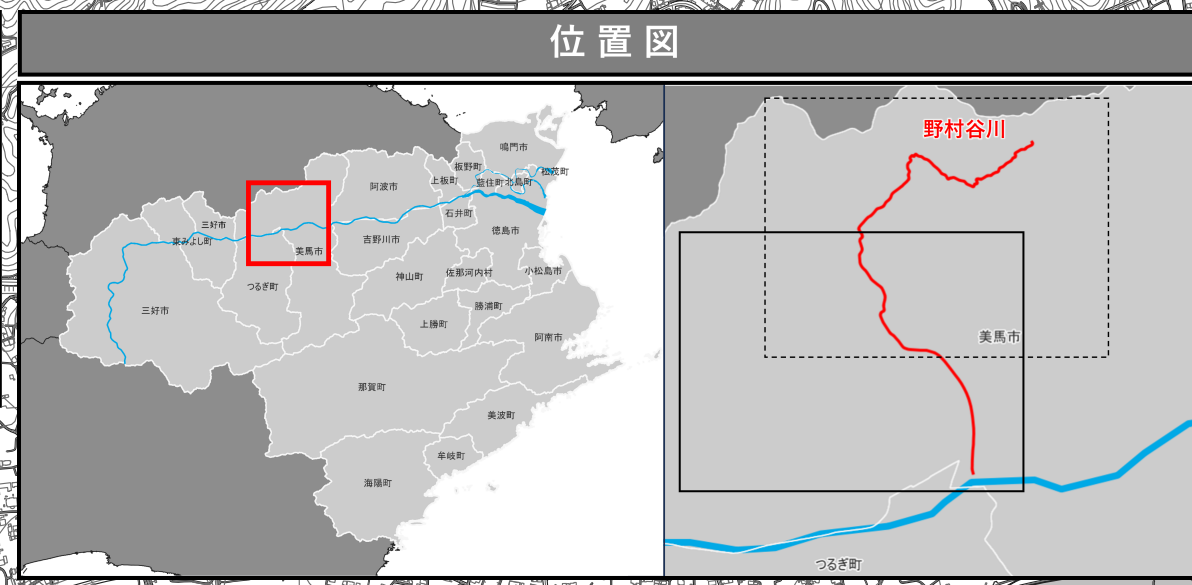 位置図
鳴門市
板野町
松茂町
上板町
藍住町
北島町
阿波市
石井町
三好市
東みよし町
美馬市
吉野川市
徳島市
つるぎ町
神山町
佐那河内村
小松島市
三好市
勝浦町
上勝町
阿南市
那賀町
美波町
牟岐町
海陽町
野村谷川
美馬市
つるぎ町